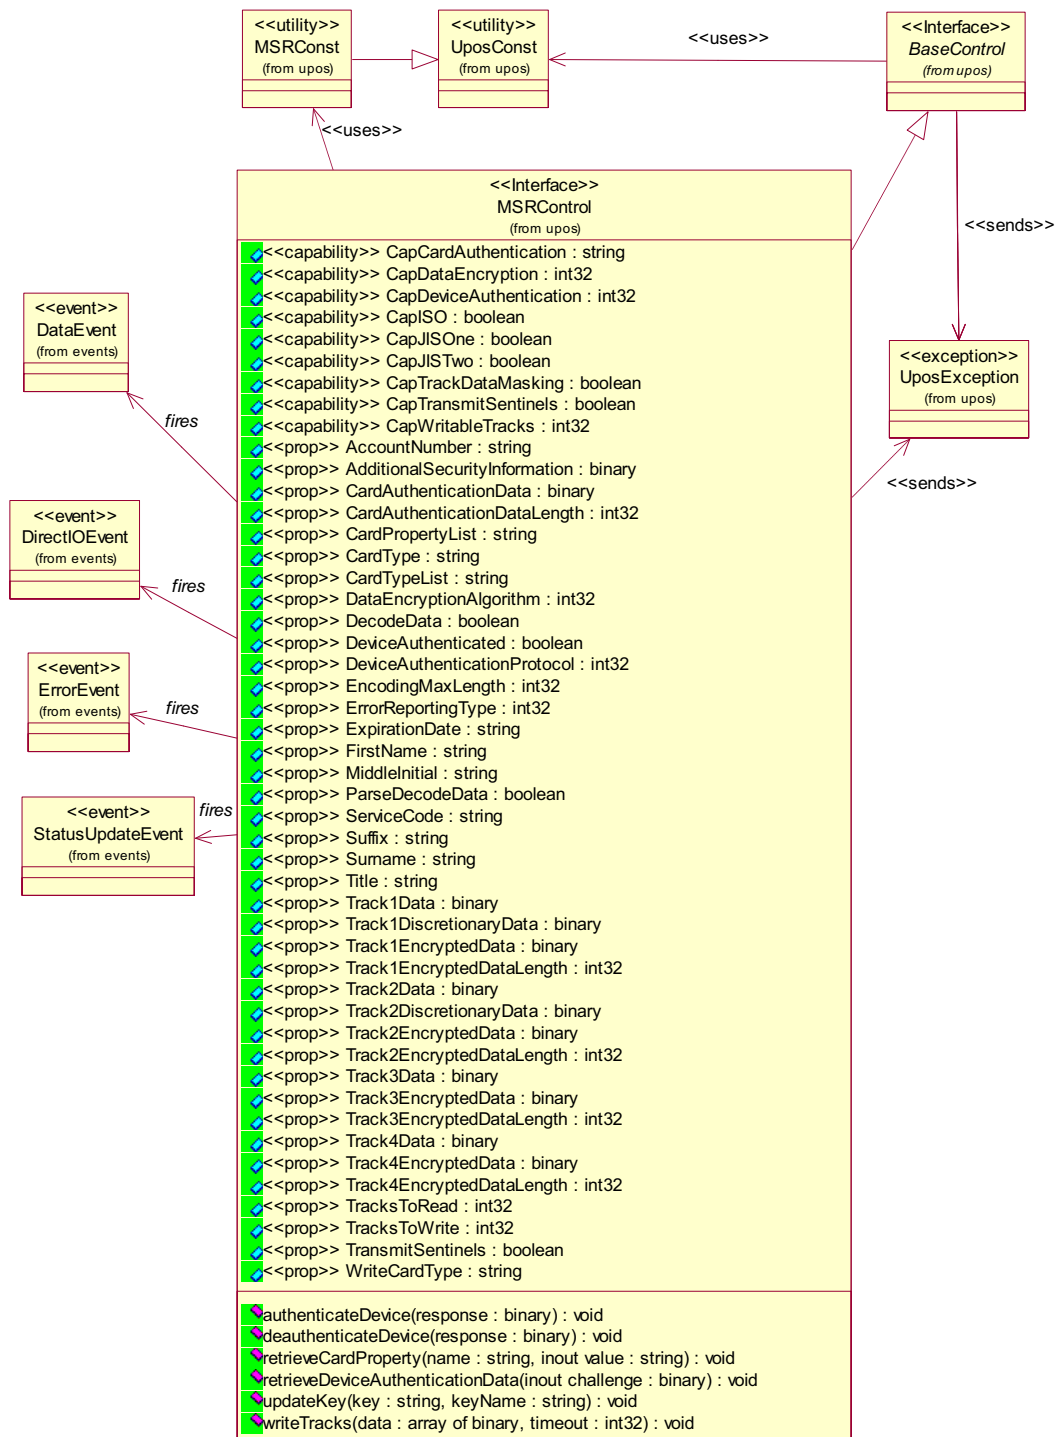 <<utility>>
MSRConst
(from upos)
<<utility>>
UposConst
(from upos)
<<uses>>
<<Interface>>
BaseControl
(from upos)
<<uses>>
<<sends>>
<<Interface>>
MSRControl
(from upos)
<<capability>> CapCardAuthentication : string
<<capability>> CapDataEncryption : int32
<<capability>> CapDeviceAuthentication : int32
<<capability>> CapISO : boolean
<<capability>> CapJISOne : boolean
<<capability>> CapJISTwo : boolean
<<capability>> CapTrackDataMasking : boolean
<<capability>> CapTransmitSentinels : boolean
<<capability>> CapWritableTracks : int32
<<prop>> AccountNumber : string
<<prop>> AdditionalSecurityInformation : binary
<<prop>> CardAuthenticationData : binary
<<prop>> CardAuthenticationDataLength : int32
<<prop>> CardPropertyList : string
<<prop>> CardType : string
<<prop>> CardTypeList : string
<<prop>> DataEncryptionAlgorithm : int32
<<prop>> DecodeData : boolean
<<prop>> DeviceAuthenticated : boolean
<<prop>> DeviceAuthenticationProtocol : int32
<<prop>> EncodingMaxLength : int32
<<prop>> ErrorReportingType : int32
<<prop>> ExpirationDate : string
<<prop>> FirstName : string
<<prop>> MiddleInitial : string
<<prop>> ParseDecodeData : boolean
<<prop>> ServiceCode : string
<<prop>> Suffix : string
<<prop>> Surname : string
<<prop>> Title : string
<<prop>> Track1Data : binary
<<prop>> Track1DiscretionaryData : binary
<<prop>> Track1EncryptedData : binary
<<prop>> Track1EncryptedDataLength : int32
<<prop>> Track2Data : binary
<<prop>> Track2DiscretionaryData : binary
<<prop>> Track2EncryptedData : binary
<<prop>> Track2EncryptedDataLength : int32
<<prop>> Track3Data : binary
<<prop>> Track3EncryptedData : binary
<<prop>> Track3EncryptedDataLength : int32
<<prop>> Track4Data : binary
<<prop>> Track4EncryptedData : binary
<<prop>> Track4EncryptedDataLength : int32
<<prop>> TracksToRead : int32
<<prop>> TracksToWrite : int32
<<prop>> TransmitSentinels : boolean
<<prop>> WriteCardType : string
authenticateDevice(response : binary) : void
deauthenticateDevice(response : binary) : void
retrieveCardProperty(name : string, inout value : string) : void
retrieveDeviceAuthenticationData(inout challenge : binary) : void
updateKey(key : string, keyName : string) : void
writeTracks(data : array of binary, timeout : int32) : void
<<event>>
DataEvent
(from events)
fires
<<event>>
DirectIOEvent
(from events)
fires
<<event>>
ErrorEvent
(from events)
fires
<<event>>
StatusUpdateEvent
(from events)
fires
<<exception>>
UposException
(from upos)
<<sends>>